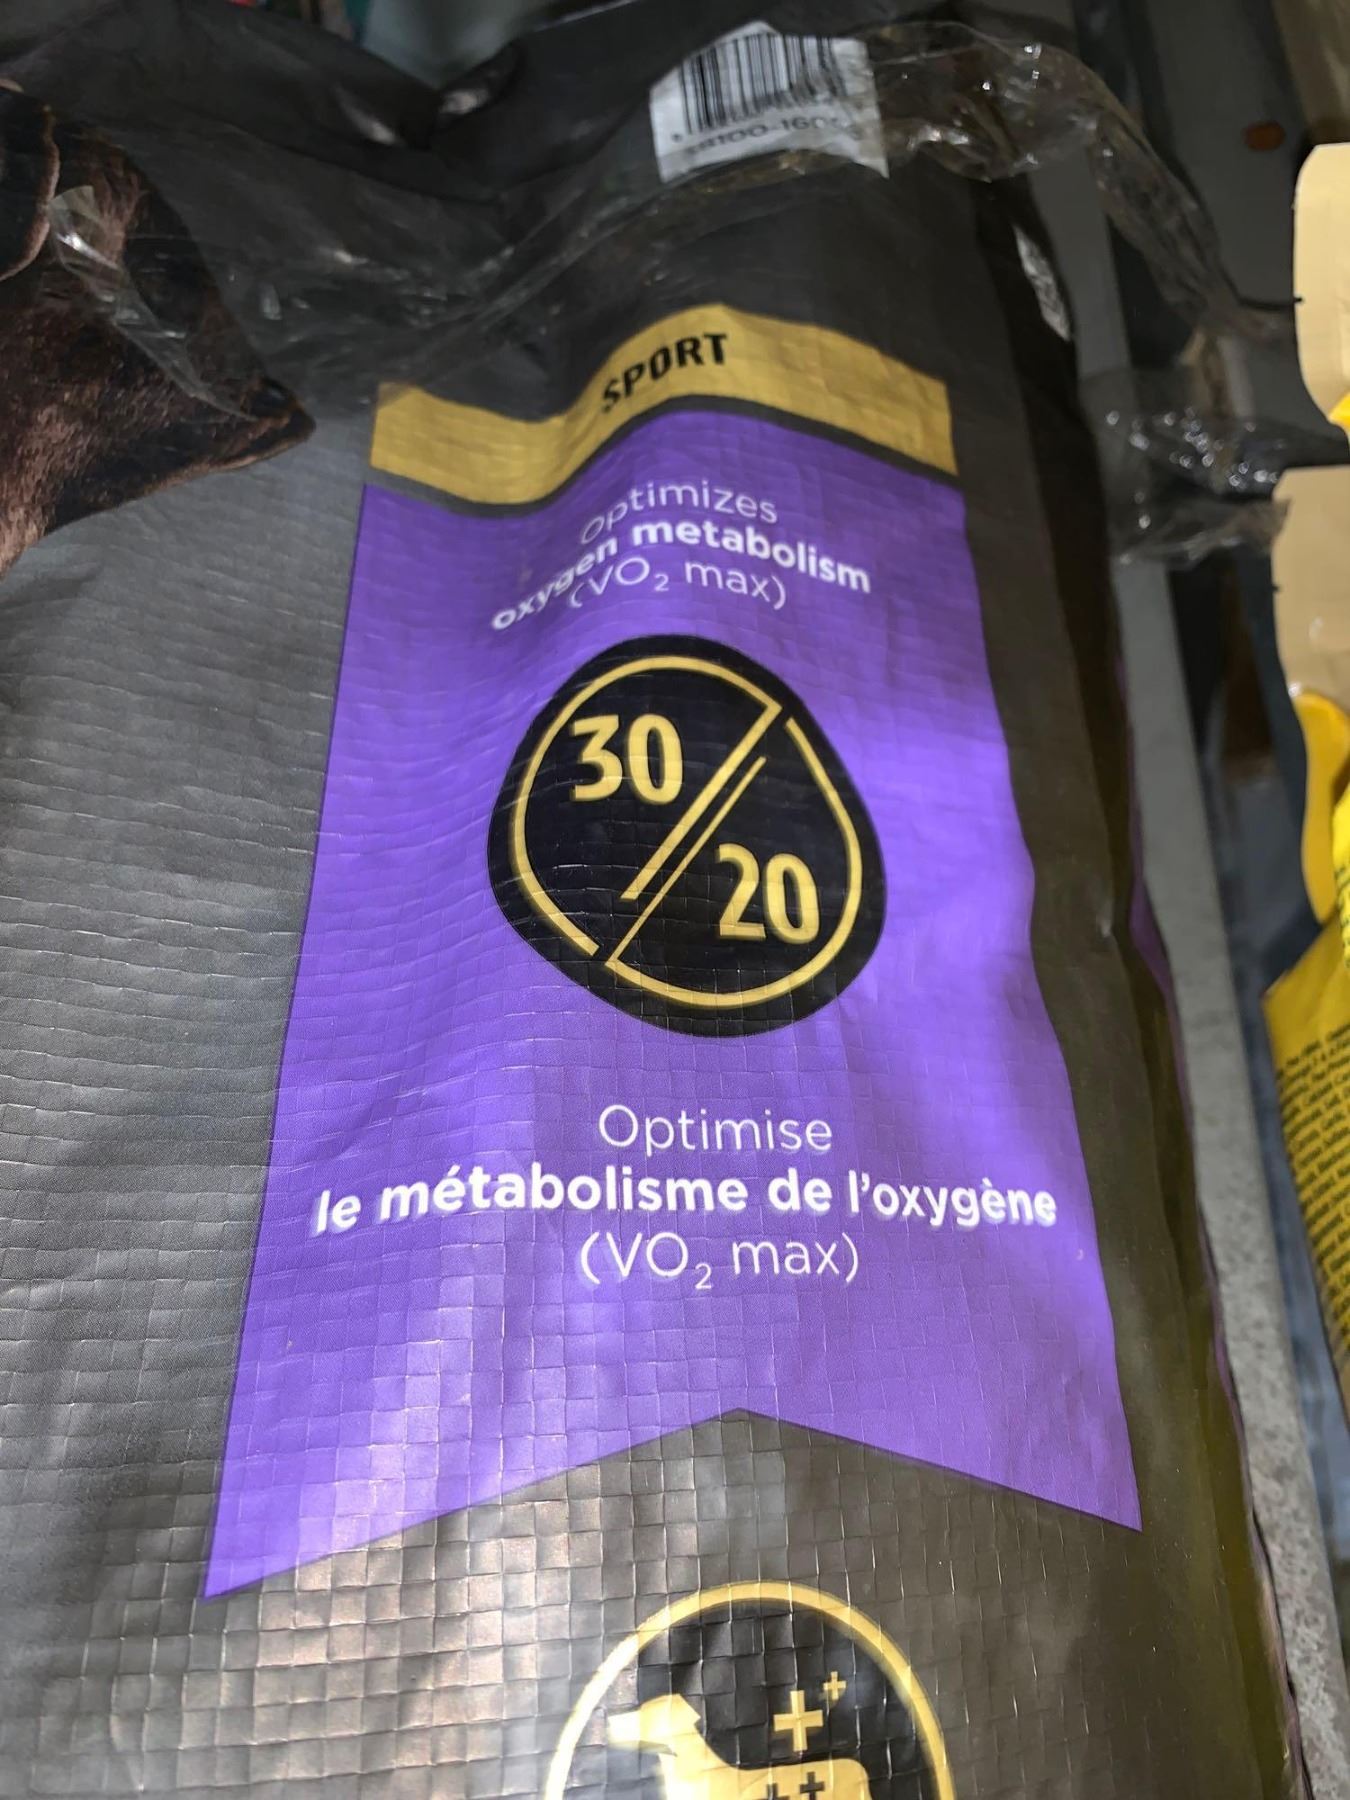 SPORT
Optimizes
oxygen metabolism
(VO₂ max)
30
20
Optimise
le métabolisme de l'oxygène
(VO₂ max)